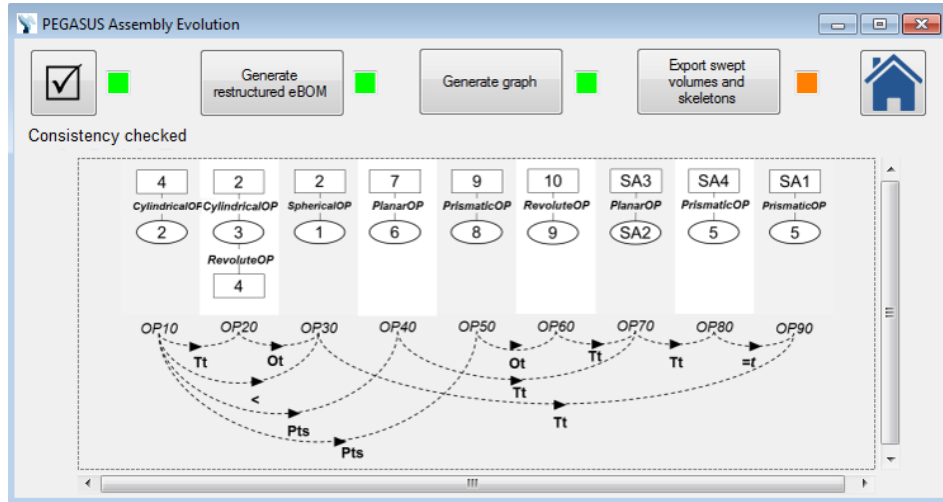 PEGASUS Assembly Evolution
Generate
restructured eBOM
Generate graph
Export swept
volumes and
skeletons
Consistency checked
4 2 2 7 9 10 SA3 SA4 SA1
CylindricalOP CylindricalOP SphericalOP PlanarOP PrismaticOP RevoluteOP PlanarOP PrismaticOP PrismaticOP
2 3 1 6 8 9 SA2 5 5
RevoluteOP
4
OP10 OP20 OP30 OP40 OP50 OP60 OP70 OP80 OP90
Tt Ot Ot Tt Tt =t
< Tt
Pts Tt
Pts